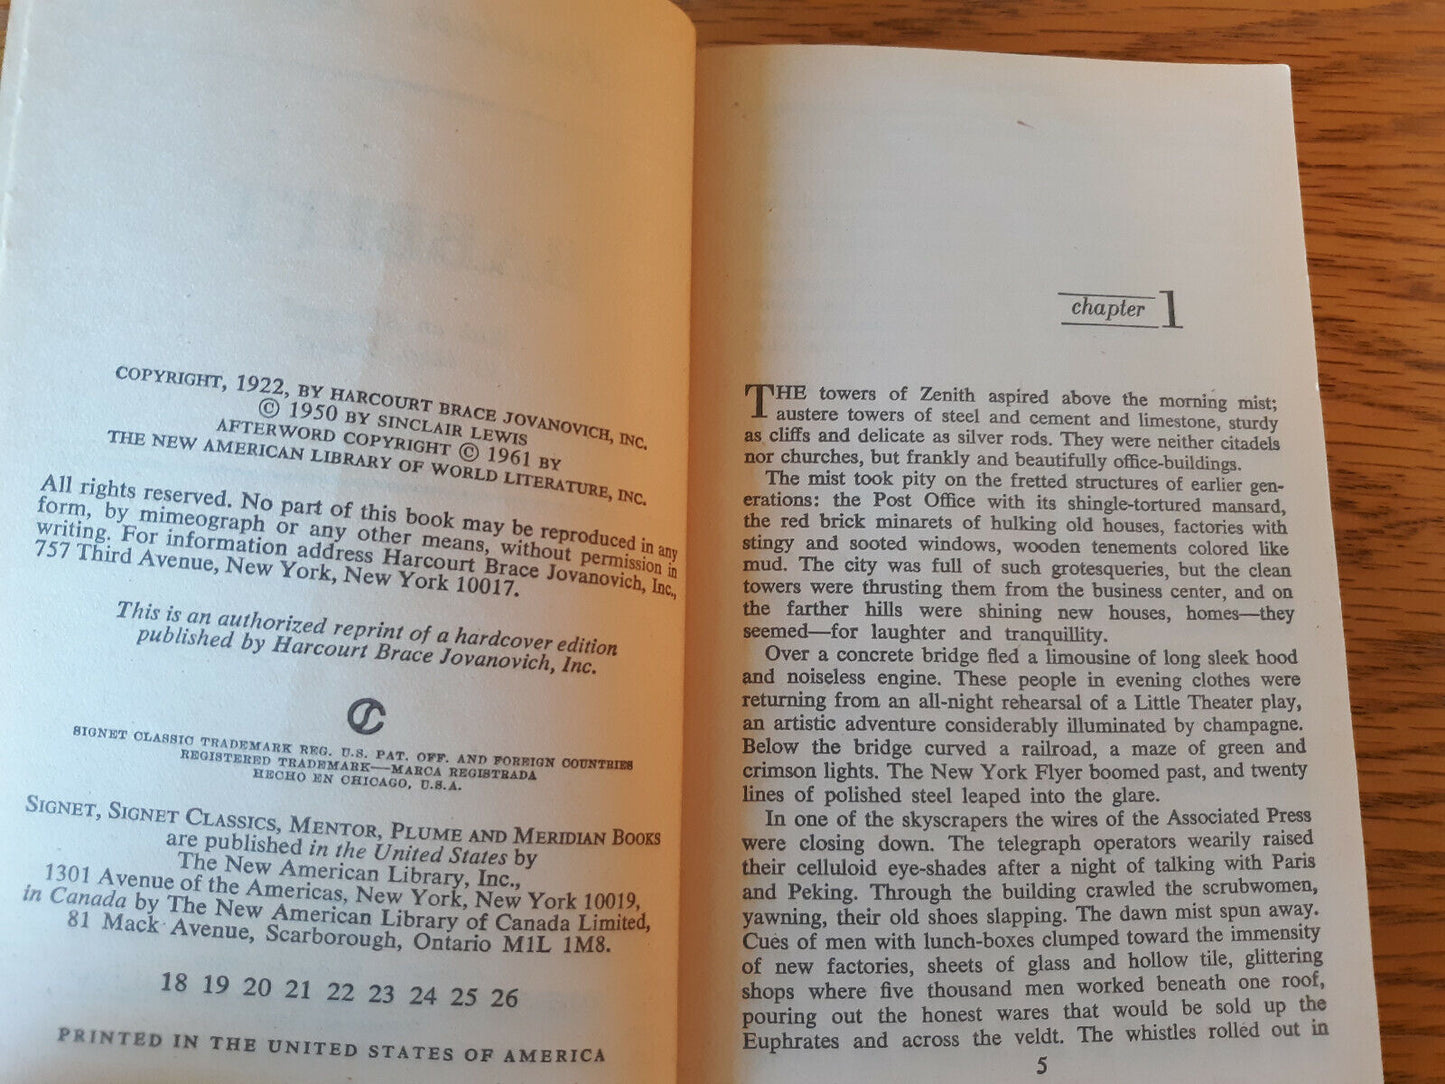 COPYRIGHT, 1922, BY HARCOURT BRACE JOVANOVICH, INC.
© 1950 BY SINCLAIR LEWIS
AFTERWORD COPYRIGHT © 1961 BY
THE NEW AMERICAN LIBRARY OF WORLD LITERATURE, INC.
All rights reserved. No part of this book may be reproduced in any
form, by mimeograph or any other means, without permission in
writing. For information address Harcourt Brace Jovanovich, Inc.,
757 Third Avenue, New York, New York 10017.
This is an authorized reprint of a hardcover edition
published by Harcourt Brace Jovanovich, Inc.
SIGNET CLASSIC TRADEMARK REG. U.S. PAT. OFF. AND FOREIGN COUNTRIES
REGISTERED TRADEMARK—MARCA REGISTRADA
HECHO EN CHICAGO, U.S.A.
SIGNET, SIGNET CLASSICS, MENTOR, PLUME AND MERIDIAN BOOKS
are published in the United States by
The New American Library, Inc.,
1301 Avenue of the Americas, New York, New York 10019,
in Canada by The New American Library of Canada Limited,
81 Mack Avenue, Scarborough, Ontario M1L 1M8.
18 19 20 21 22 23 24 25 26
PRINTED IN THE UNITED STATES OF AMERICA
chapter 1
THE towers of Zenith aspired above the morning mist;
austere towers of steel and cement and limestone, sturdy
as cliffs and delicate as silver rods. They were neither citadels
nor churches, but frankly and beautifully office-buildings.
The mist took pity on the fretted structures of earlier gen-
erations: the Post Office with its shingle-tortured mansard,
the red brick minarets of hulking old houses, factories with
stingy and sooted windows, wooden tenements colored like
mud. The city was full of such grotesqueries, but the clean
towers were thrusting them from the business center, and on
the farther hills were shining new houses, homes—they
seemed—for laughter and tranquillity.
Over a concrete bridge fled a limousine of long sleek hood
and noiseless engine. These people in evening clothes were
returning from an all-night rehearsal of a Little Theater play,
an artistic adventure considerably illuminated by champagne.
Below the bridge curved a railroad, a maze of green and
crimson lights. The New York Flyer boomed past, and twenty
lines of polished steel leaped into the glare.
In one of the skyscrapers the wires of the Associated Press
were closing down. The telegraph operators wearily raised
their celluloid eye-shades after a night of talking with Paris
and Peking. Through the building crawled the scrubwomen,
yawning, their old shoes slapping. The dawn mist spun away.
Cues of men with lunch-boxes clumped toward the immensity
of new factories, sheets of glass and hollow tile, glittering
shops where five thousand men worked beneath one roof,
pouring out the honest wares that would be sold up the
Euphrates and across the veldt. The whistles rolled out in
5